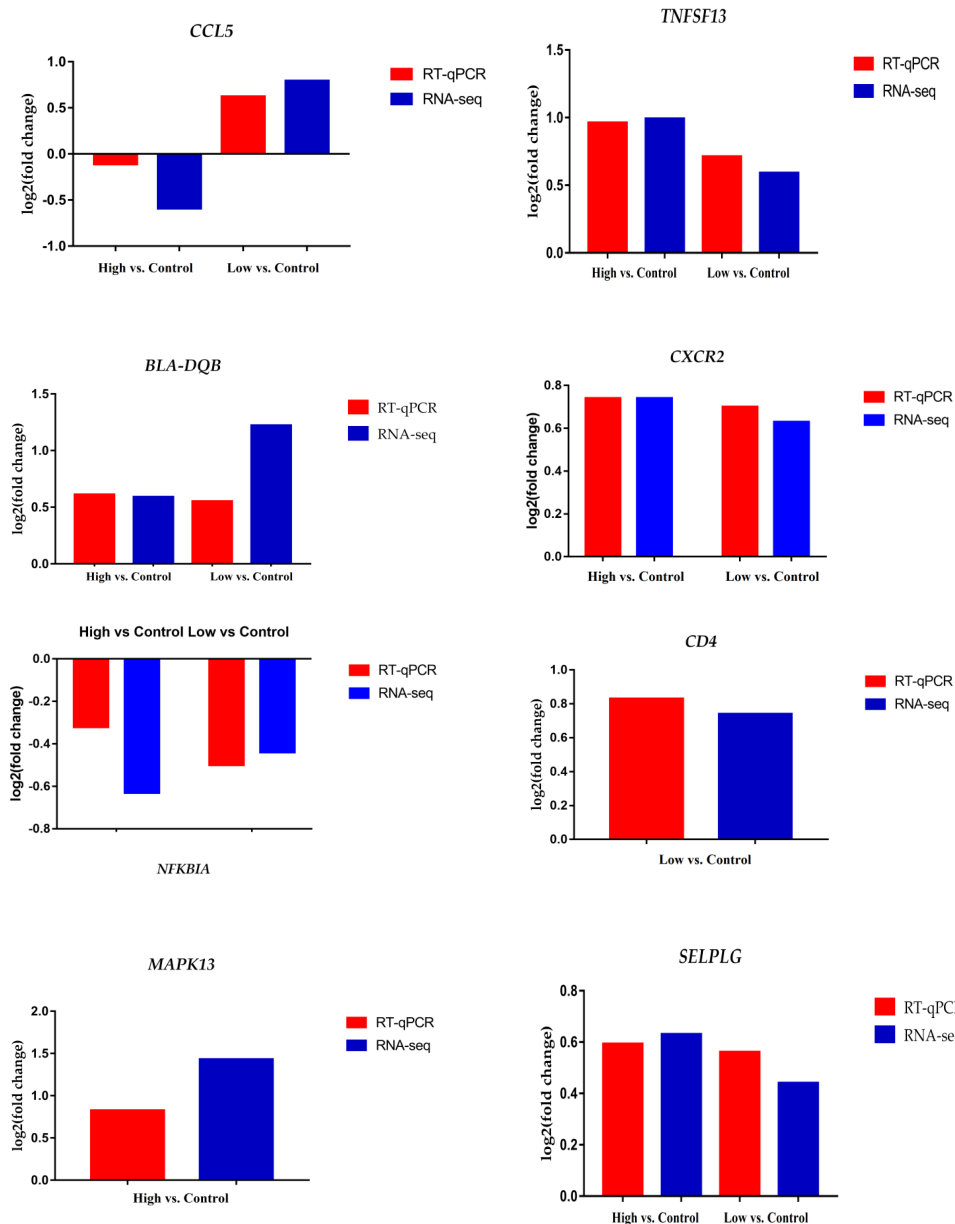 CCL5
log2(fold change)
1.0
0.5
0.0
-0.5
-1.0
High vs. Control Low vs. Control
RT-qPCR
RNA-seq
TNFSF13
log2(fold change)
1.5
1.0
0.5
0.0
High vs. Control Low vs. Control
RT-qPCR
RNA-seq
BLA-DQB
log2(fold change)
1.5
1.0
0.5
0.0
High vs. Control Low vs. Control
RT-qPCR
RNA-seq
CXCR2
log2(fold change)
0.8
0.6
0.4
0.2
0.0
High vs. Control Low vs. Control
RT-qPCR
RNA-seq
High vs Control Low vs Control
log2(fold change)
0.0
-0.2
-0.4
-0.6
-0.8
RT-qPCR
RNA-seq
NFKBIA
CD4
log2(fold change)
1.0
0.8
0.6
0.4
0.2
0.0
Low vs. Control
RT-qPCR
RNA-seq
MAPK13
log2(fold change)
2.0
1.5
1.0
0.5
0.0
High vs. Control
RT-qPCR
RNA-seq
SELPLG
log2(fold change)
0.8
0.6
0.4
0.2
0.0
High vs. Control Low vs. Control
RT-qPC
RNA-se